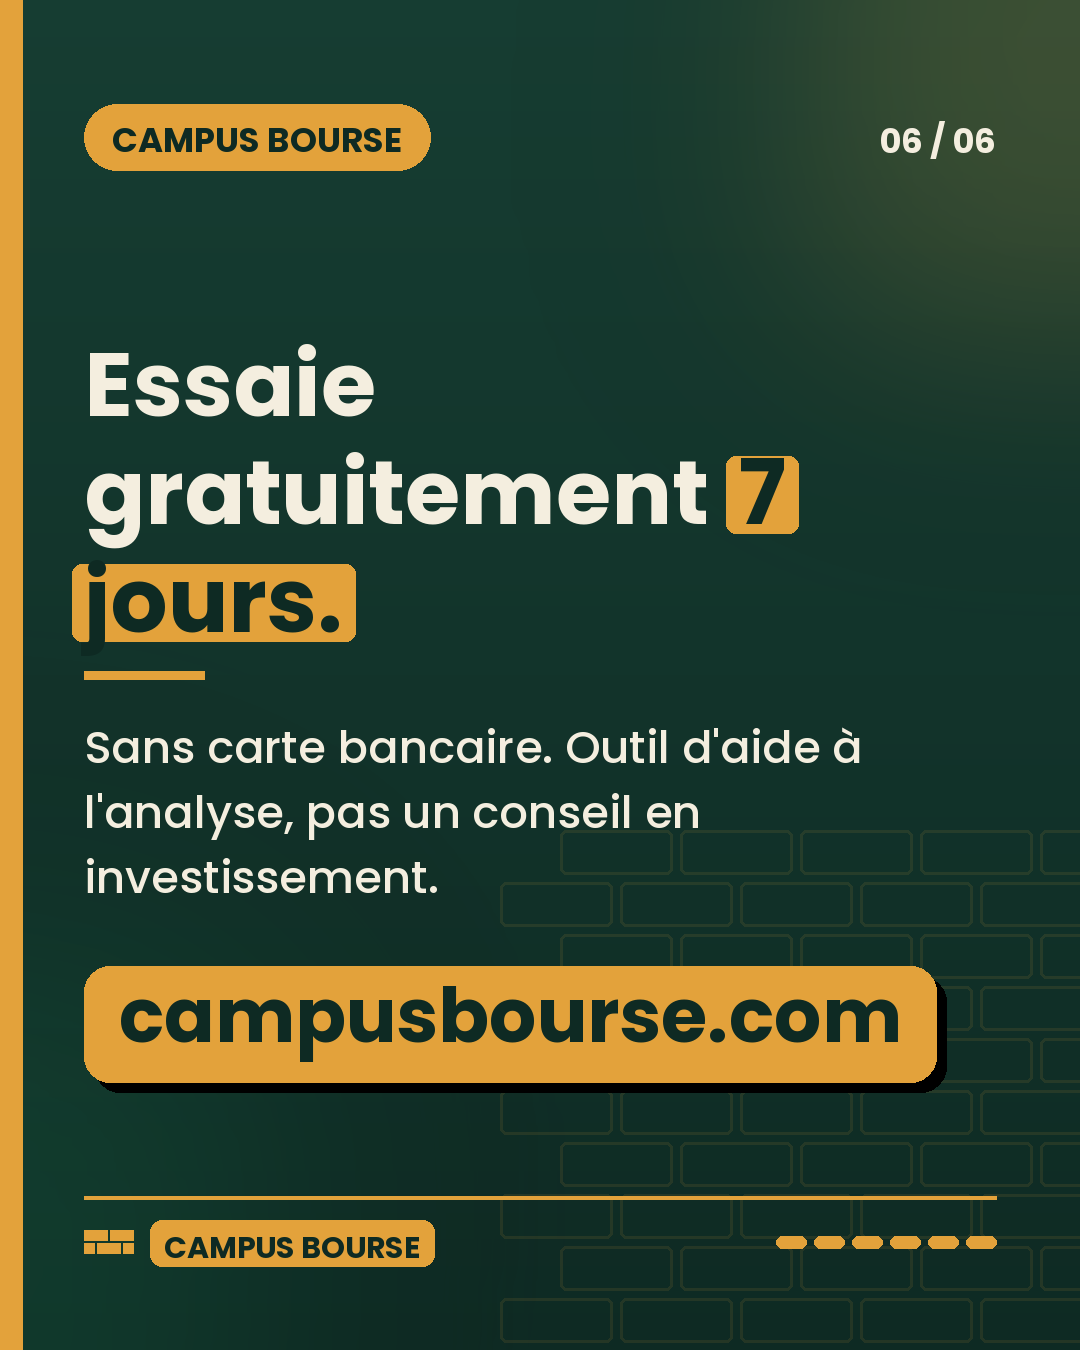 CAMPUS BOURSE
06 / 06
Essaie
gratuitement 7
jours.
Sans carte bancaire. Outil d'aide à
l'analyse, pas un conseil en
investissement.
campusbourse.com
CAMPUS BOURSE